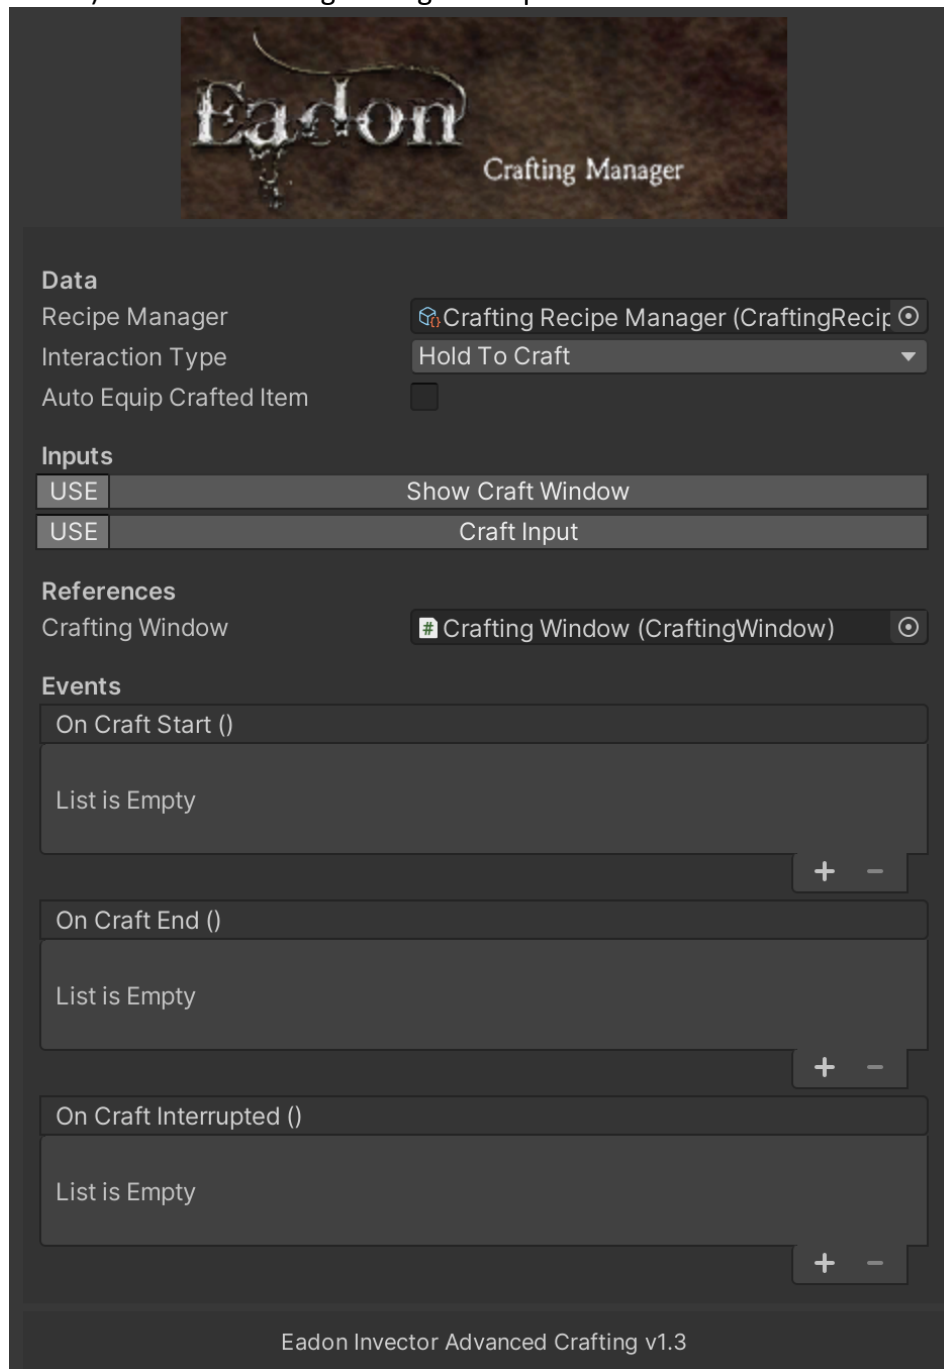 Eadon
Crafting Manager
Data
Recipe Manager Crafting Recipe Manager (CraftingRecip
Interaction Type Hold To Craft
Auto Equip Crafted Item
Inputs
USE Show Craft Window
USE Craft Input
References
Crafting Window # Crafting Window (CraftingWindow)
Events
On Craft Start ()
List is Empty
+ −
On Craft End ()
List is Empty
+ −
On Craft Interrupted ()
List is Empty
+ −
Eadon Invector Advanced Crafting v1.3